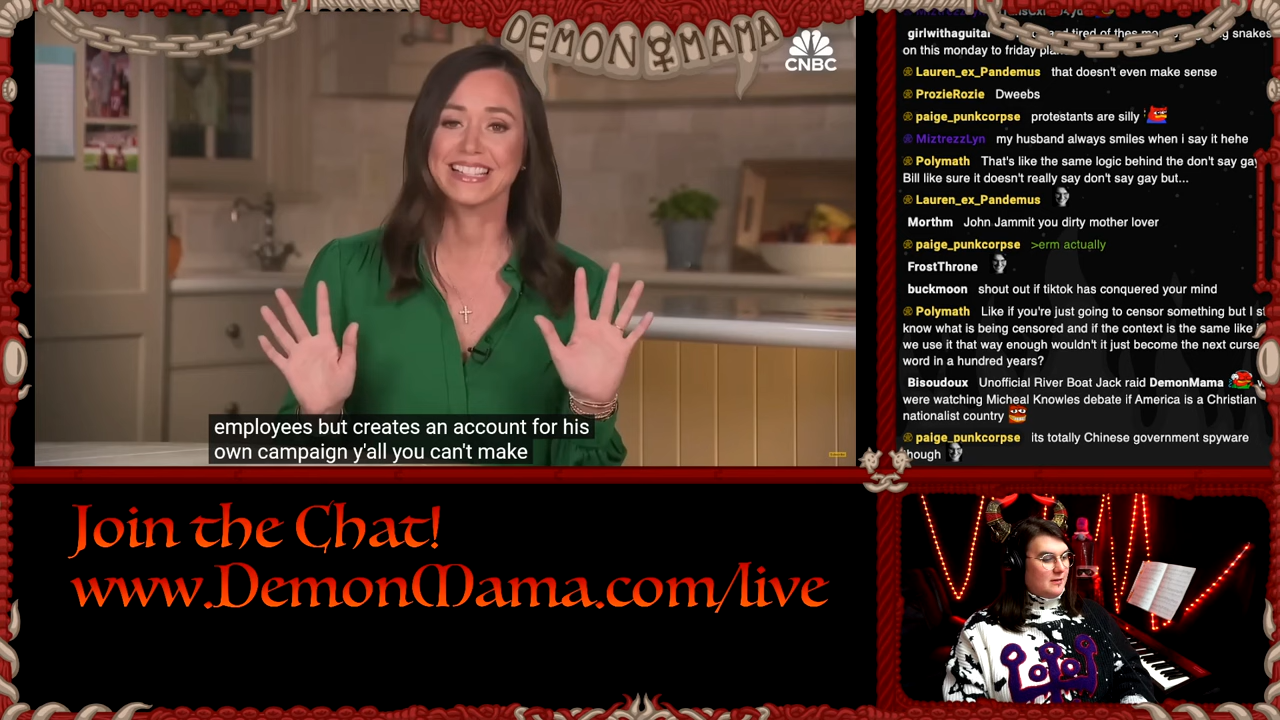 DEMON MAMA
CNBC
employees but creates an account for his
own campaign y'all you can't make
girlwithaguitar tired of snakes
on this monday to friday
Lauren_ex_Pandemus that doesn't even make sense
ProzieRozie Dweebs
paige_punkcorpse protestants are silly
MiztrezzLyn my husband always smiles when i say it hehe
Polymath That's like the same logic behind the don't say gay
Bill like sure it doesn't really say don't say gay but...
Lauren_ex_Pandemus
Morthm John Jammit you dirty mother lover
paige_punkcorpse >erm actually
FrostThrone
buckmoon shout out if tiktok has conquered your mind
Polymath Like if you're just going to censor something but I
know what is being censored and if the context is the same like
we use it that way enough wouldn't it just become the next curse
word in a hundred years?
Bisoudoux Unofficial River Boat Jack raid DemonMama
were watching Micheal Knowles debate if America is a Christian
nationalist country
paige_punkcorpse its totally Chinese government spyware
though
Join the Chat!
www.DemonMama.com/live